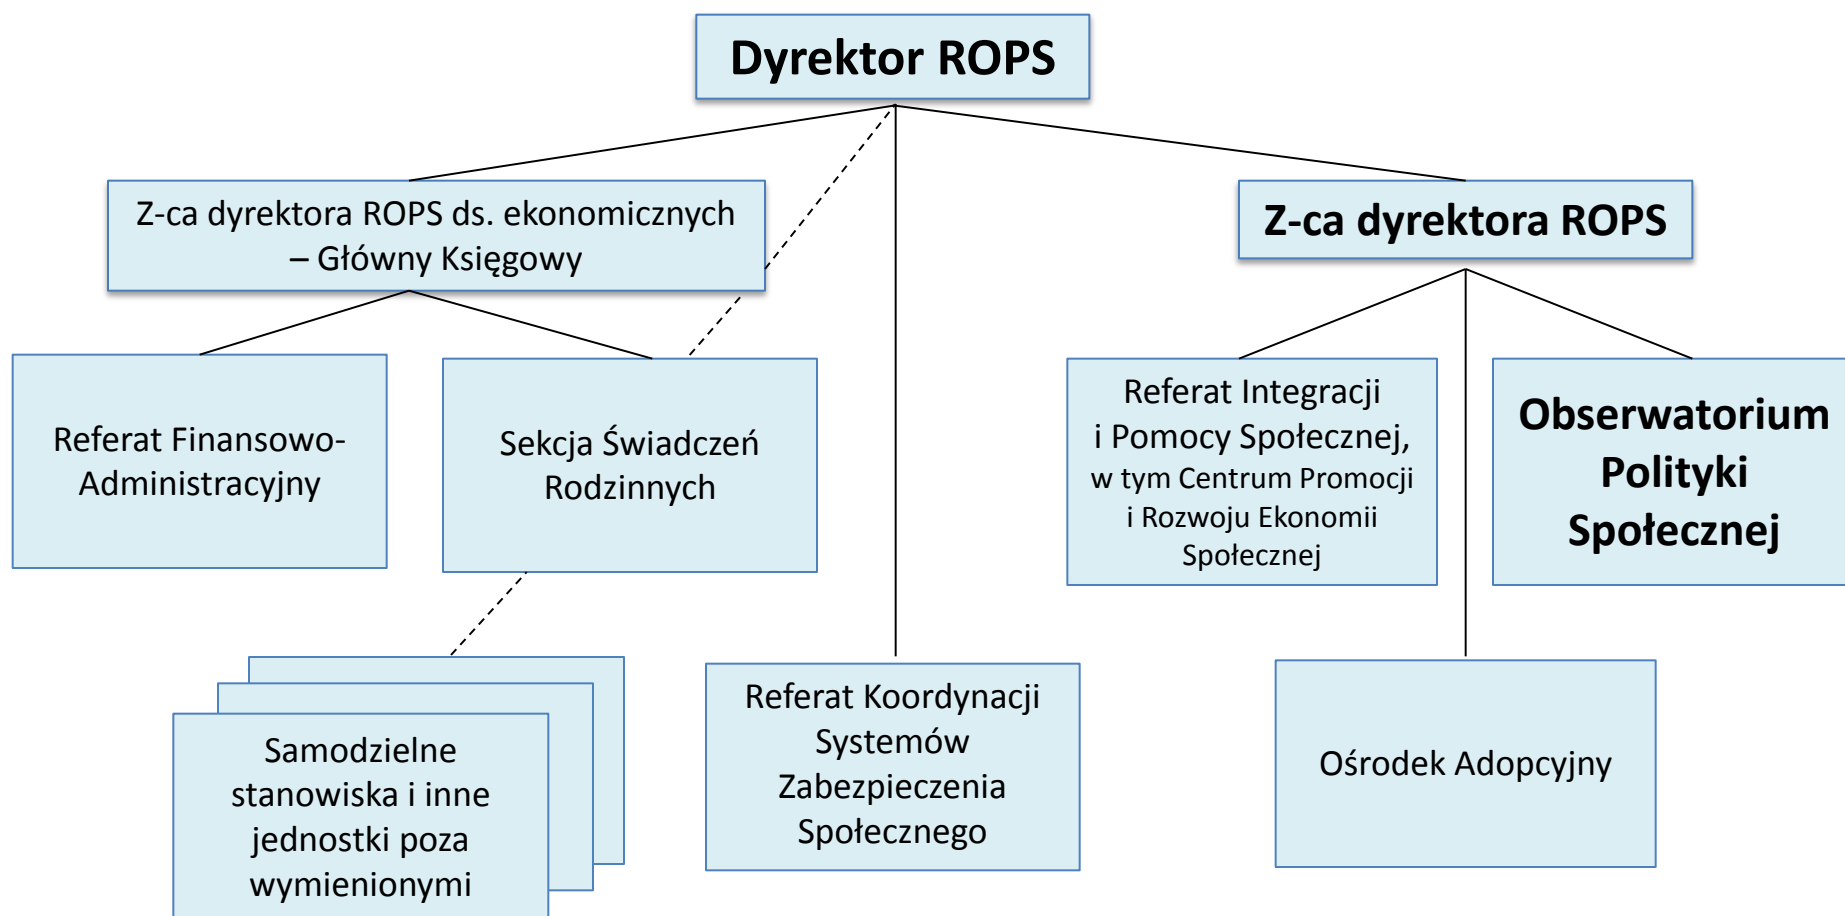 Dyrektor ROPS
Z-ca dyrektora ROPS ds. ekonomicznych
– Główny Księgowy
Z-ca dyrektora ROPS
Referat Finansowo-
Administracyjny
Sekcja Świadczeń
Rodzinnych
Referat Integracji
i Pomocy Społecznej,
w tym Centrum Promocji
i Rozwoju Ekonomii
Społecznej
Obserwatorium
Polityki
Społecznej
Samodzielne
stanowiska i inne
jednostki poza
wymienionymi
Referat Koordynacji
Systemów
Zabezpieczenia
Społecznego
Ośrodek Adopcyjny